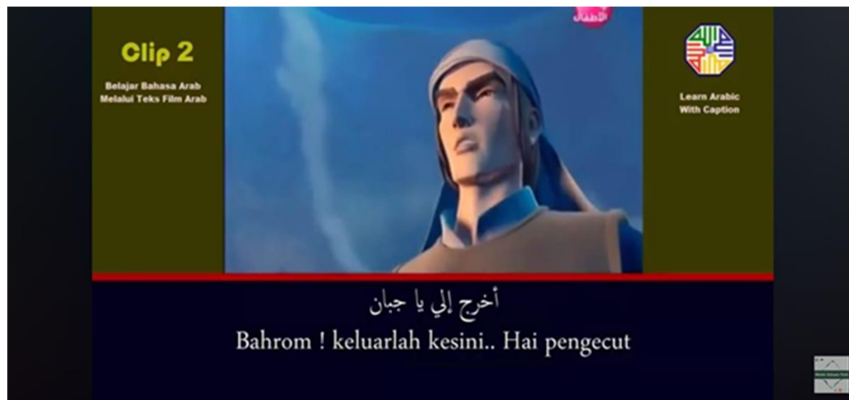 الأطفال
Clip 2
Belajar Bahasa Arab
Melalui Teks Film Arab
Learn Arabic
With Caption
أخرج إلي يا جبان
Bahrom ! keluarlah kesini.. Hai pengecut